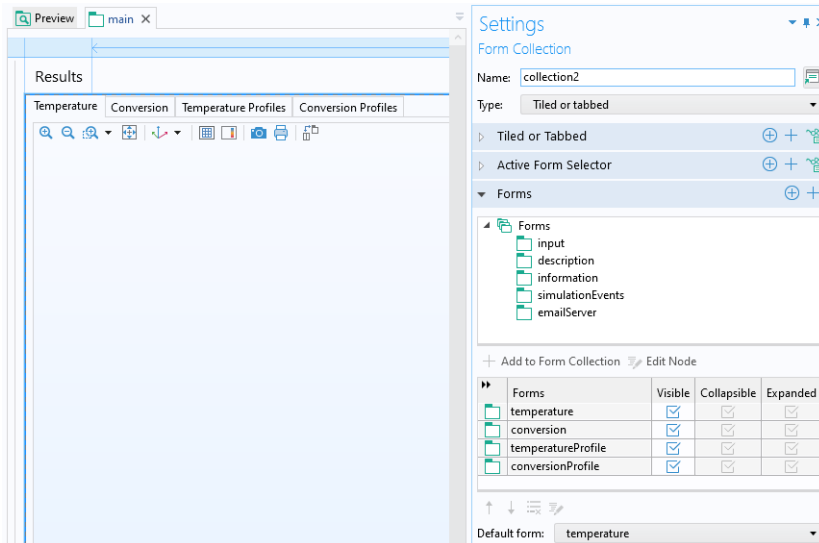 Preview main
Settings
Form Collection
Results
Name: collection2
Temperature Conversion Temperature Profiles Conversion Profiles
Type: Tiled or tabbed
Tiled or Tabbed
Active Form Selector
Forms
Forms
input
description
information
simulationEvents
emailServer
Add to Form Collection Edit Node
Forms Visible Collapsible Expanded
temperature
conversion
temperatureProfile
conversionProfile
Default form: temperature